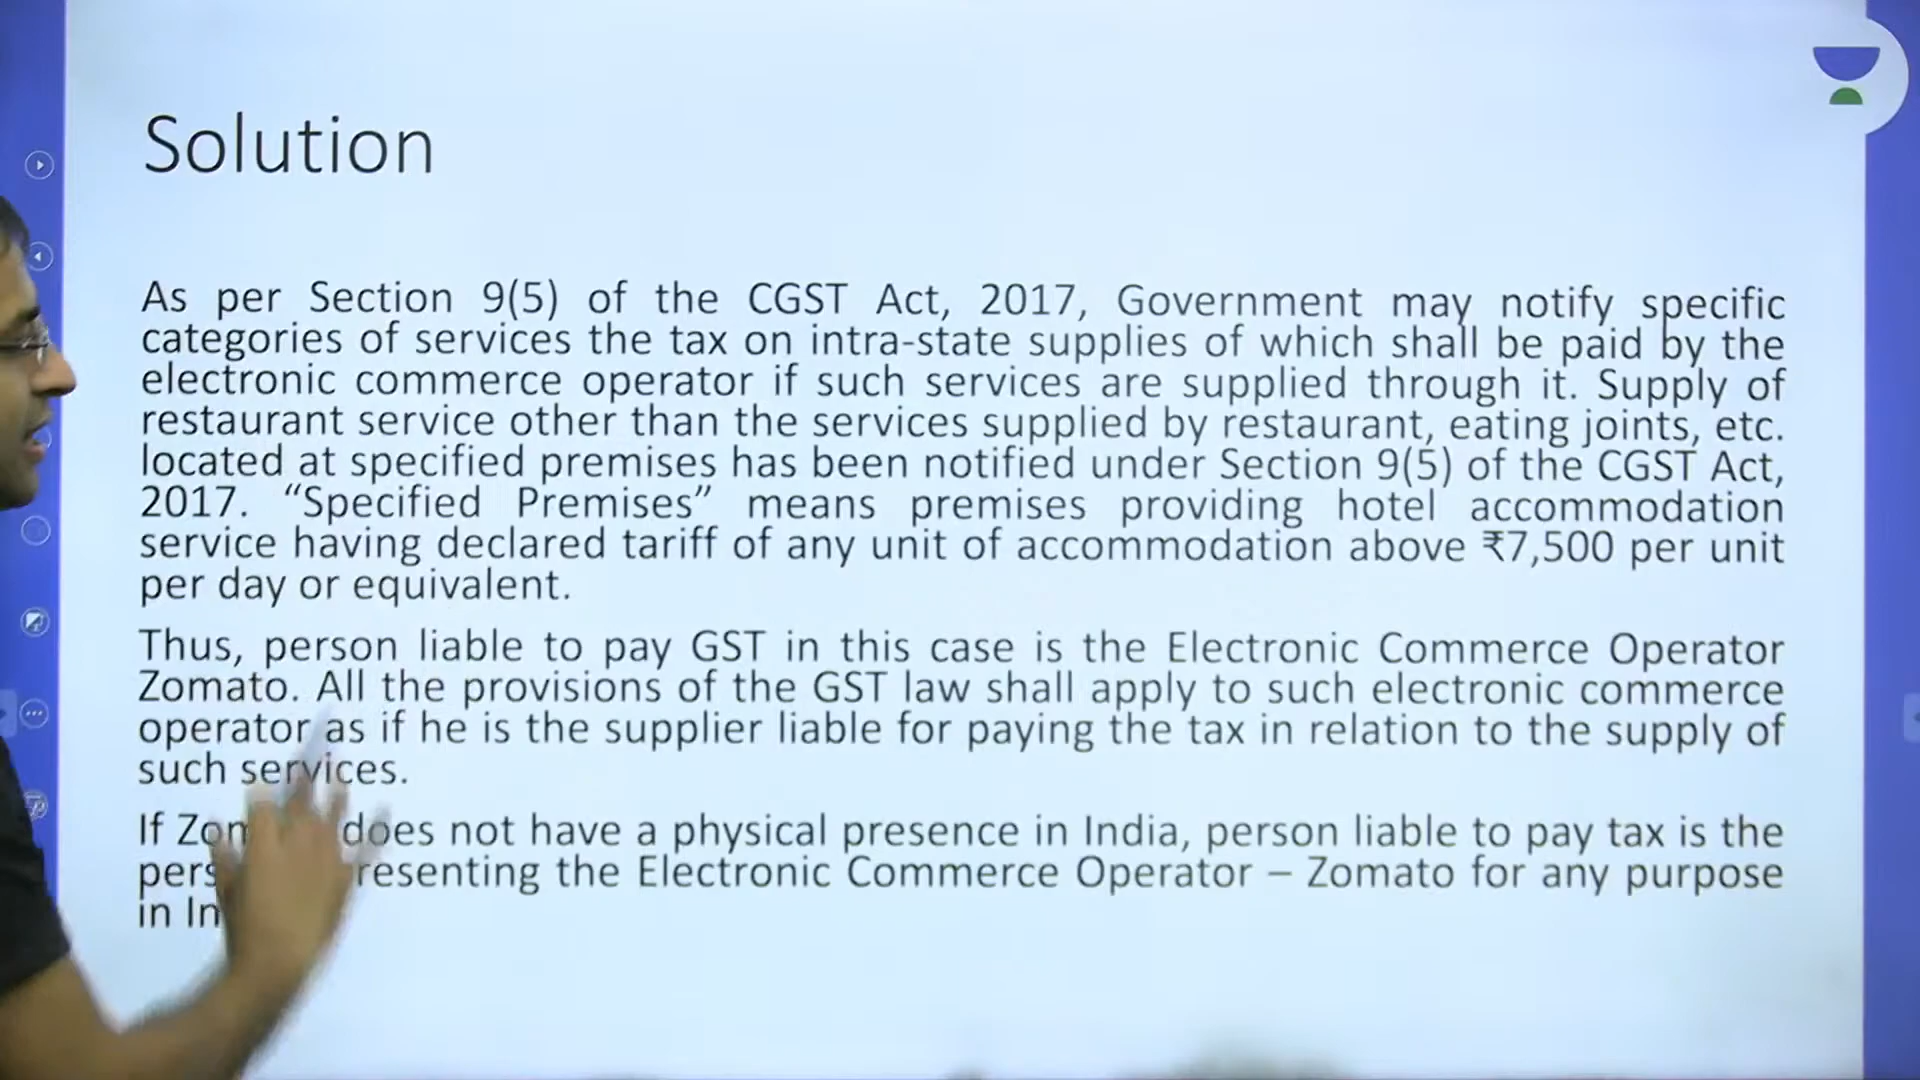 Solution
As per Section 9(5) of the CGST Act, 2017, Government may notify specific
categories of services the tax on intra-state supplies of which shall be paid by the
electronic commerce operator if such services are supplied through it. Supply of
restaurant service other than the services supplied by restaurant, eating joints, etc.
located at specified premises has been notified under Section 9(5) of the CGST Act,
2017. “Specified Premises” means premises providing hotel accommodation
service having declared tariff of any unit of accommodation above ₹7,500 per unit
per day or equivalent.
Thus, person liable to pay GST in this case is the Electronic Commerce Operator
Zomato. All the provisions of the GST law shall apply to such electronic commerce
operator as if he is the supplier liable for paying the tax in relation to the supply of
such services.
If does not have a physical presence in India, person liable to pay tax is the
the Electronic Commerce Operator – Zomato for any purpose
in